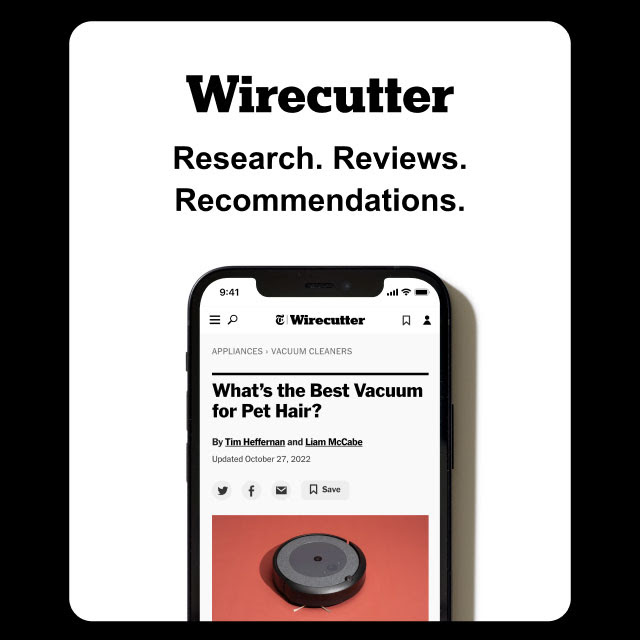 Wirecutter
Research. Reviews.
Recommendations.
9:41
T Wirecutter
APPLIANCES › VACUUM CLEANERS
What's the Best Vacuum
for Pet Hair?
By Tim Heffernan and Liam McCabe
Updated October 27, 2022
f Save